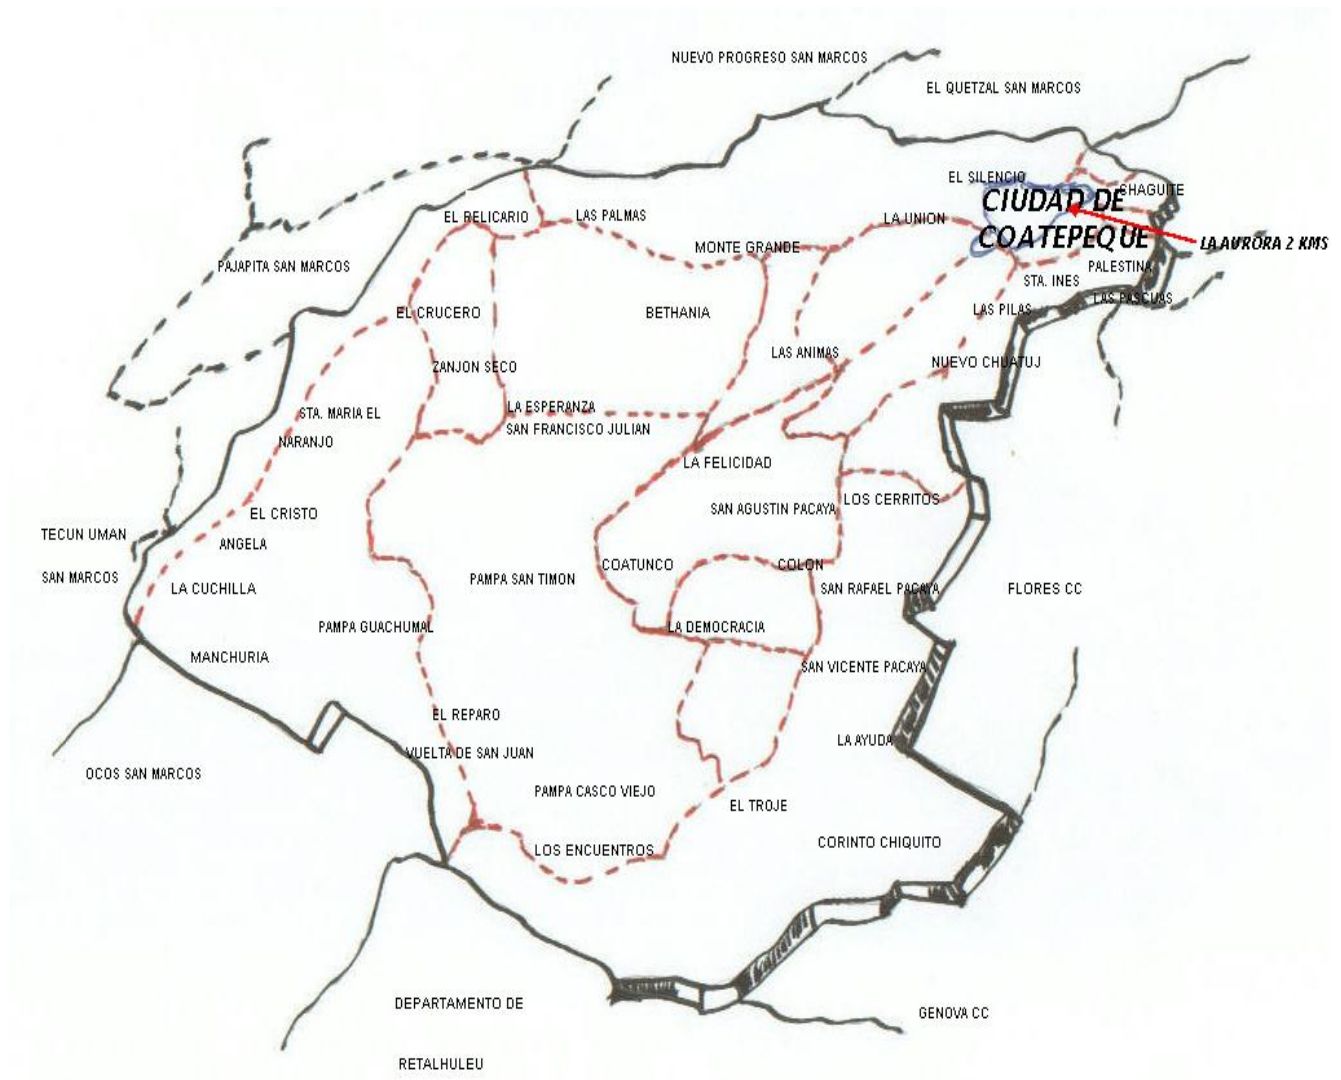 NUEVO PROGRESO SAN MARCOS
EL QUETZAL SAN MARCOS
EL SILENCIO
CHAGUITE
CIUDAD DE
COATEPEQUE
LA AURORA 2 KMS
EL RELICARIO
LAS PALMAS
LA UNION
MONTE GRANDE
PAJAPITA SAN MARCOS
PALESTINA
STA. INES
LAS PASCUAS
EL CRUCERO
BETHANIA
LAS PILAS
LAS ANIMAS
NUEVO CHUATUJ
ZANJON SECO
STA. MARIA EL
NARANJO
LA ESPERANZA
SAN FRANCISCO JULIAN
LA FELICIDAD
LOS CERRITOS
SAN AGUSTIN PACAYA
EL CRISTO
TECUN UMAN
SAN MARCOS
ANGELA
LA CUCHILLA
PAMPA SAN TIMON
COATUNCO
COLON
SAN RAFAEL PACAYA
FLORES CC
PAMPA GUACHUMAL
LA DEMOCRACIA
MANCHURIA
SAN VICENTE PACAYA
EL REPARO
LA AYUDA
VUELTA DE SAN JUAN
OCOS SAN MARCOS
PAMPA CASCO VIEJO
EL TROJE
LOS ENCUENTROS
CORINTO CHIQUITO
DEPARTAMENTO DE
RETALHULEU
GENOVA CC